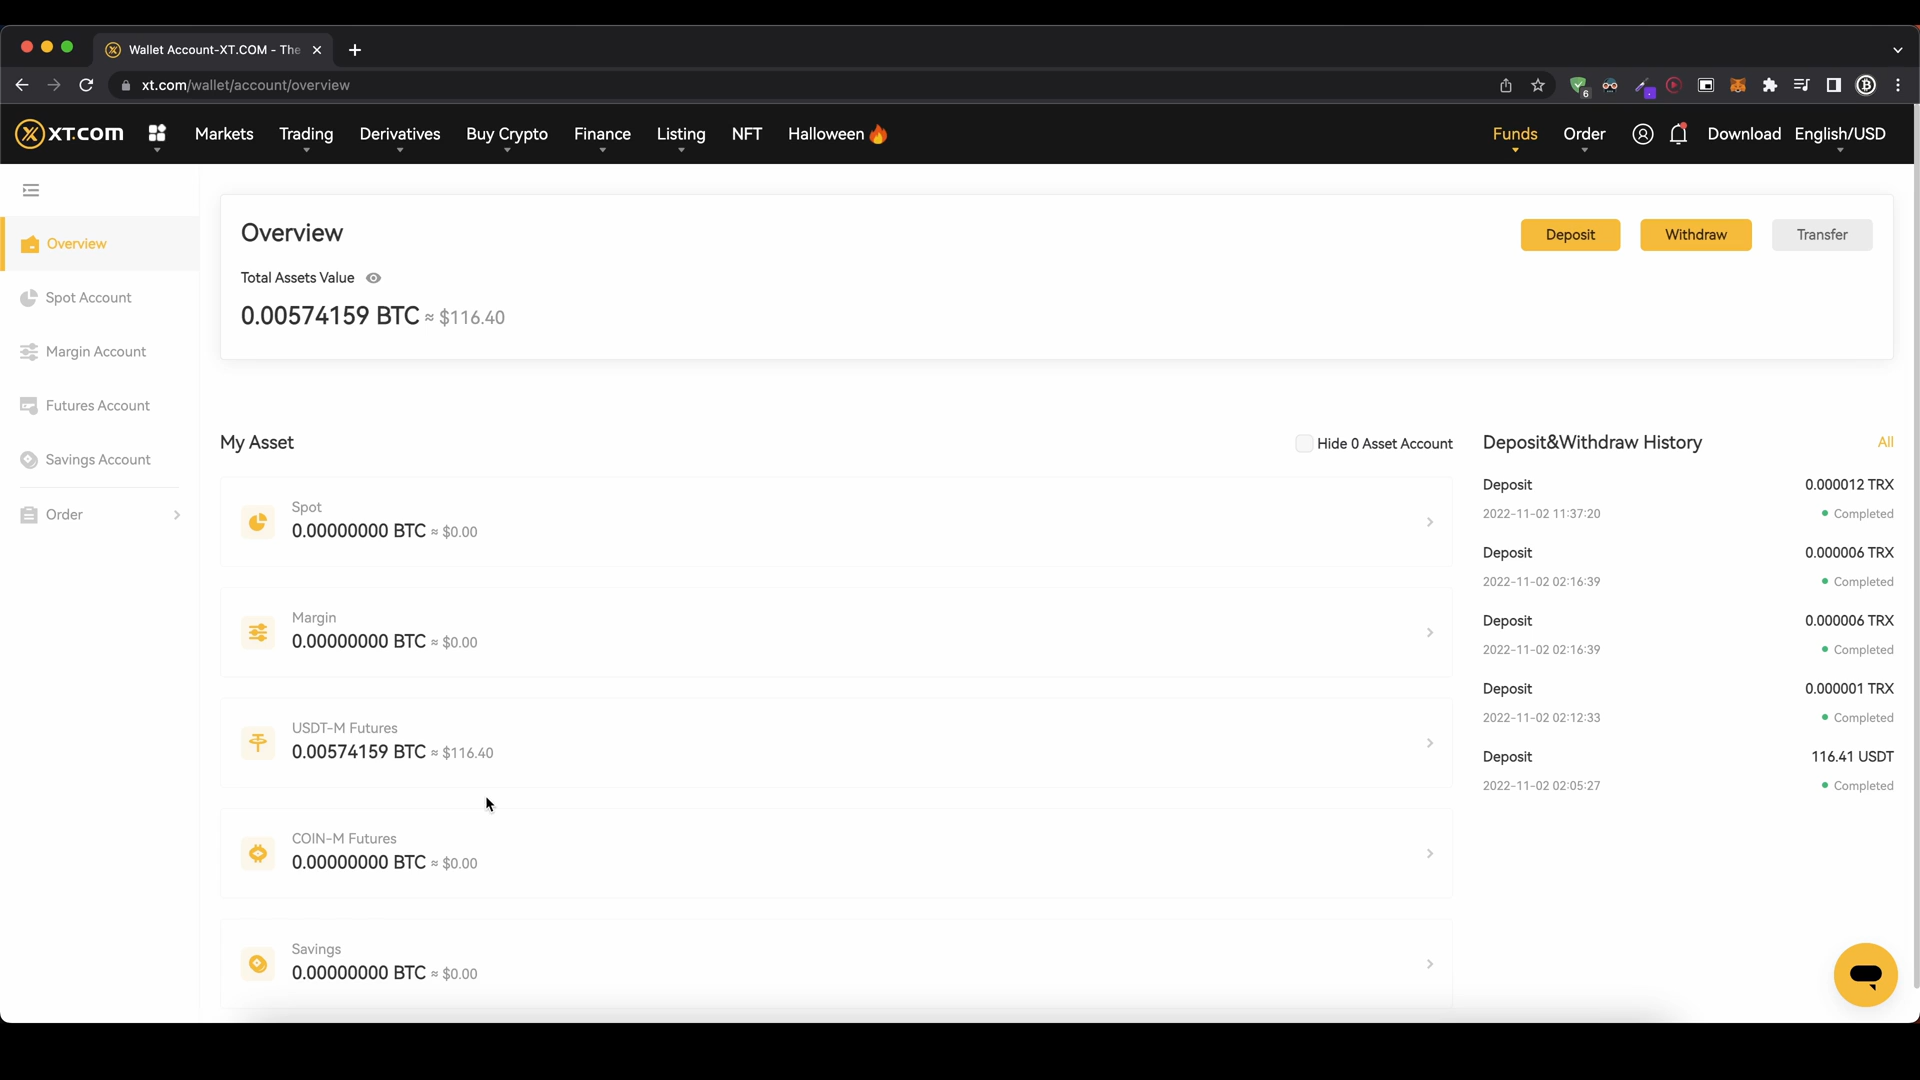 Wallet Account-XT.COM - The
xt.com/wallet/account/overview
6
XT.COM Markets Trading Derivatives Buy Crypto Finance Listing NFT Halloween🔥 Funds Order Download English/USD
Overview
Spot Account
Margin Account
Futures Account
Savings Account
Order
Overview
Deposit Withdraw Transfer
Total Assets Value
0.00574159 BTC ≈ $116.40
My Asset
Hide 0 Asset Account
Spot
0.00000000 BTC ≈ $0.00
Margin
0.00000000 BTC ≈ $0.00
USDT-M Futures
0.00574159 BTC ≈ $116.40
COIN-M Futures
0.00000000 BTC ≈ $0.00
Savings
0.00000000 BTC ≈ $0.00
Deposit&Withdraw History All
Deposit 0.000012 TRX
2022-11-02 11:37:20 Completed
Deposit 0.000006 TRX
2022-11-02 02:16:39 Completed
Deposit 0.000006 TRX
2022-11-02 02:16:39 Completed
Deposit 0.000001 TRX
2022-11-02 02:12:33 Completed
Deposit 116.41 USDT
2022-11-02 02:05:27 Completed